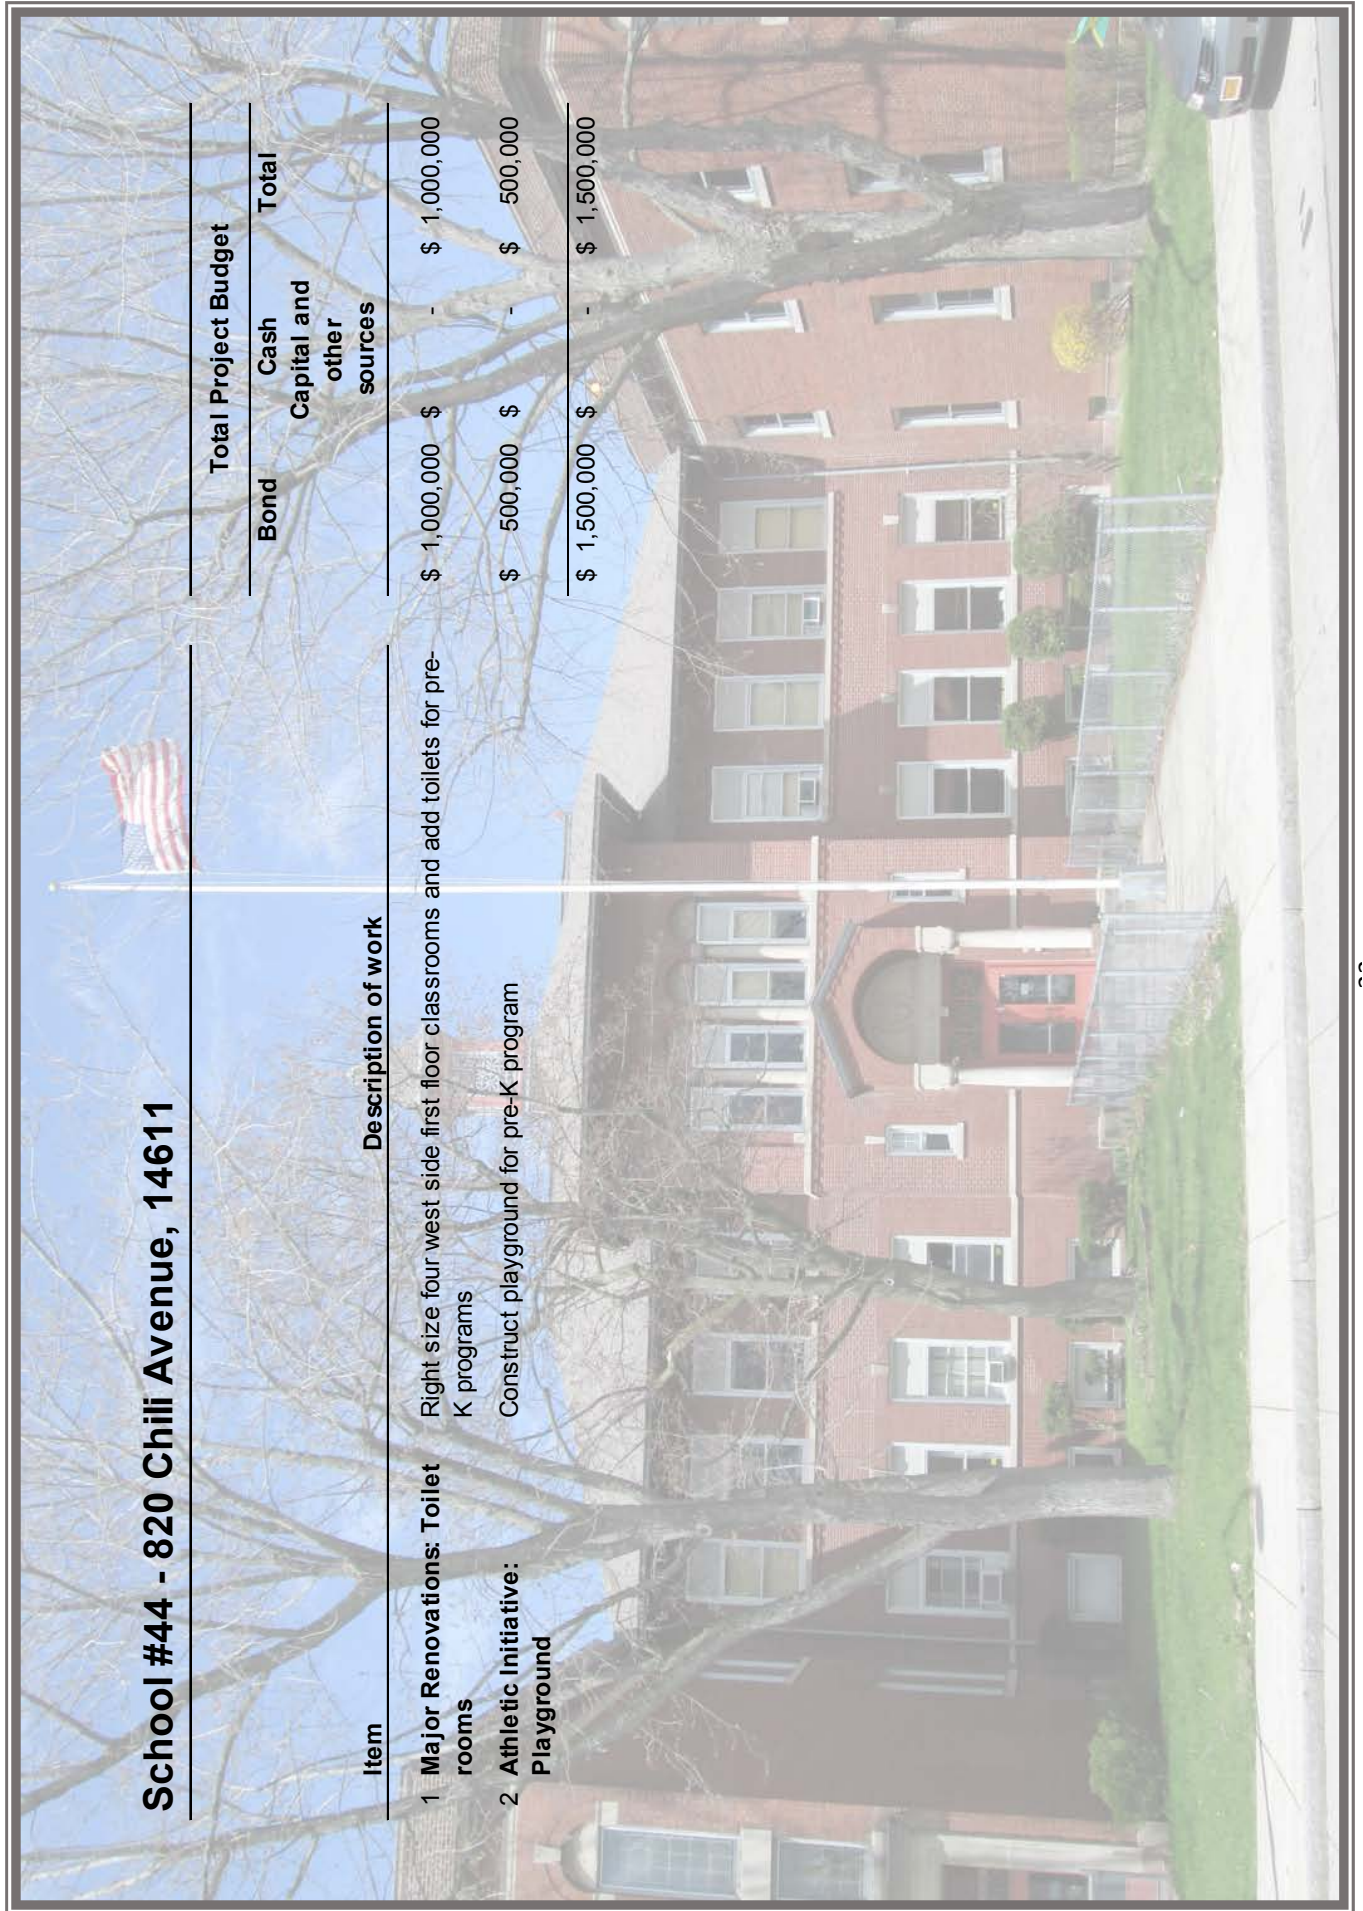 School #44 - 820 Chili Avenue, 14611
Total Project Budget
Item Description of work Bond Cash Total
Capital and
other
sources
1 Major Renovations: Toilet Right size four west side first floor classrooms and add toilets for pre- $ 1,000,000 $ - $ 1,000,000
rooms K programs
2 Athletic Initiative: Construct playground for pre-K program $ 500,000 $ - $ 500,000
Playground
$ 1,500,000 $ - $ 1,500,000